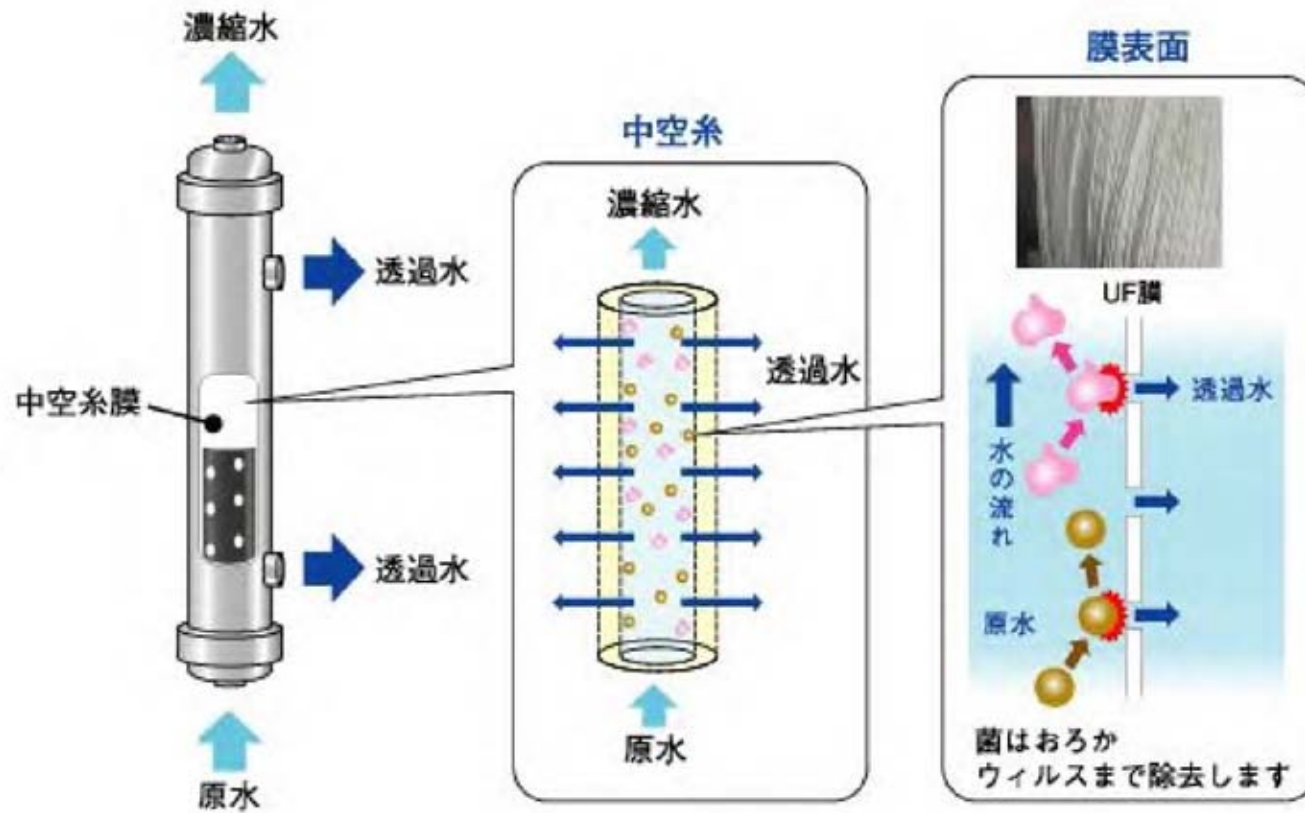 濃縮水
透過水
中空糸膜
透過水
原水
中空糸
濃縮水
透過水
原水
膜表面
UF膜
透過水
水の流れ
原水
菌はおろか
ウィルスまで除去します